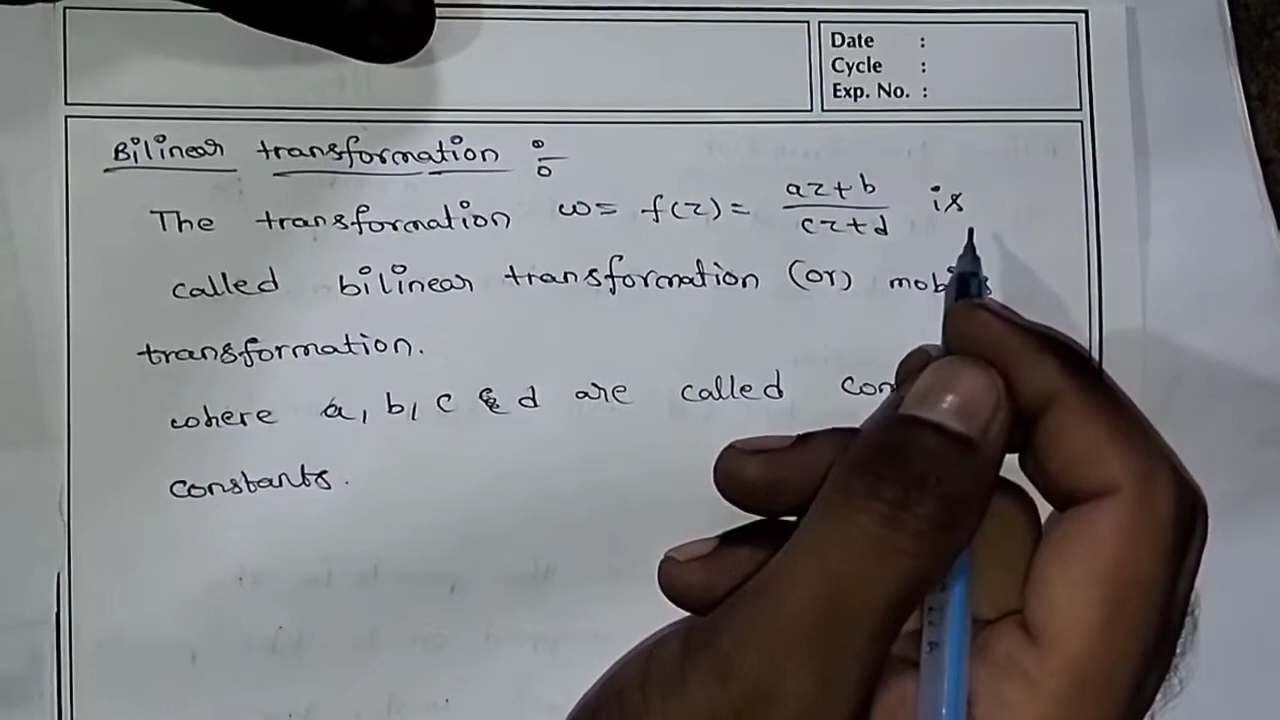 Date :
Cycle :
Exp. No. :
Bilinear transformation :
The transformation ω = f(z) = az+b / cz+d is
called bilinear transformation (or)
transformation.
where a, b, c & d are called
constants.